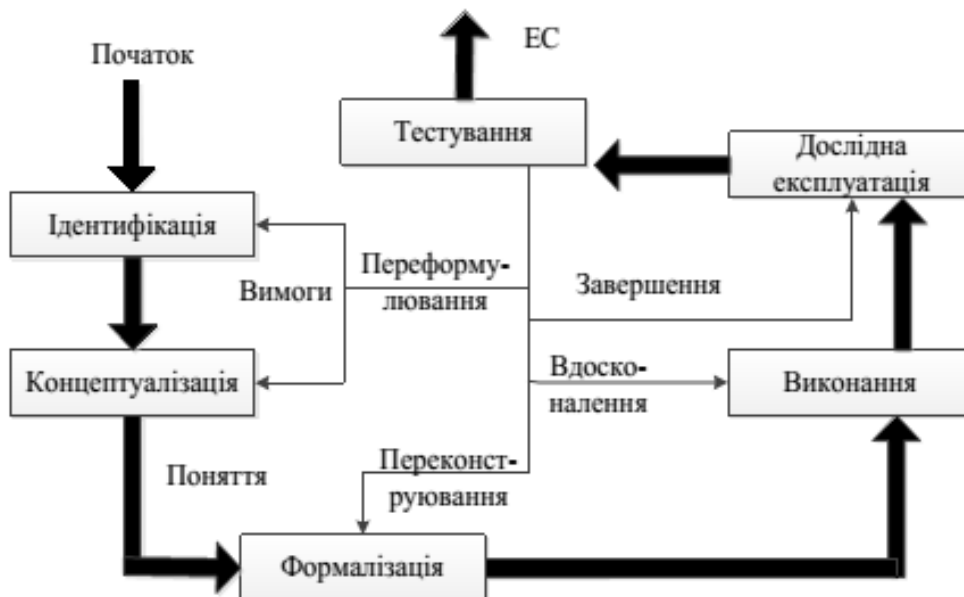 Початок
ЕС
Тестування
Дослідна
експлуатація
Ідентифікація
Переформу-
лювання
Вимоги
Завершення
Концептуалізація
Вдоско-
налення
Виконання
Поняття
Переконст-
руювання
Формалізація